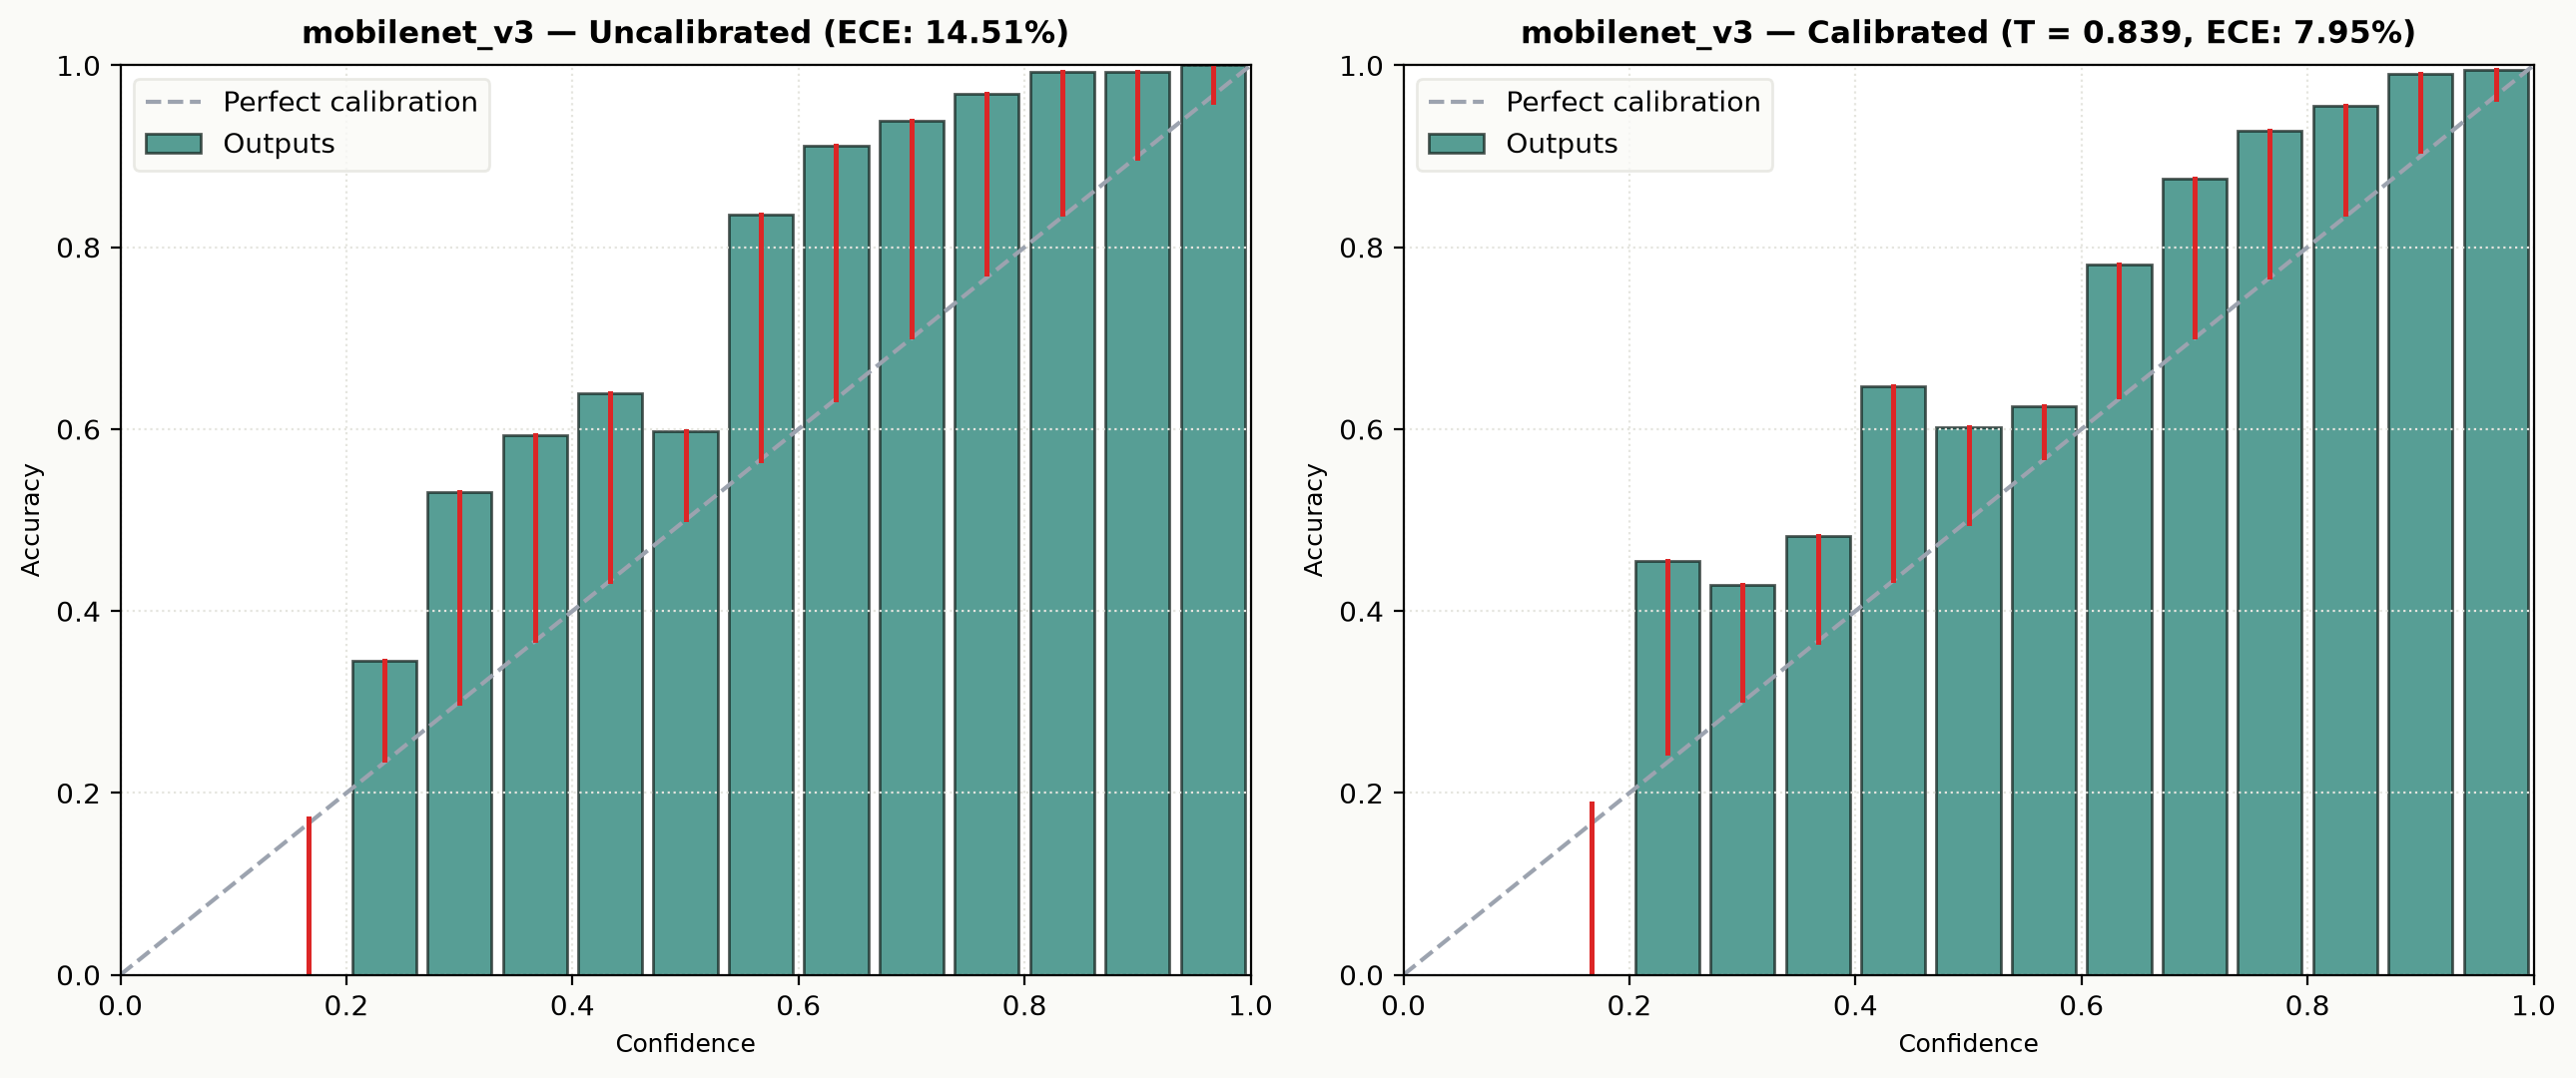 mobilenet_v3 — Uncalibrated (ECE: 14.51%)
Perfect calibration
Outputs
1.0
0.8
0.6
0.4
0.2
0.0
Accuracy
0.0 0.2 0.4 0.6 0.8 1.0
Confidence
mobilenet_v3 — Calibrated (T = 0.839, ECE: 7.95%)
Perfect calibration
Outputs
1.0
0.8
0.6
0.4
0.2
0.0
Accuracy
0.0 0.2 0.4 0.6 0.8 1.0
Confidence